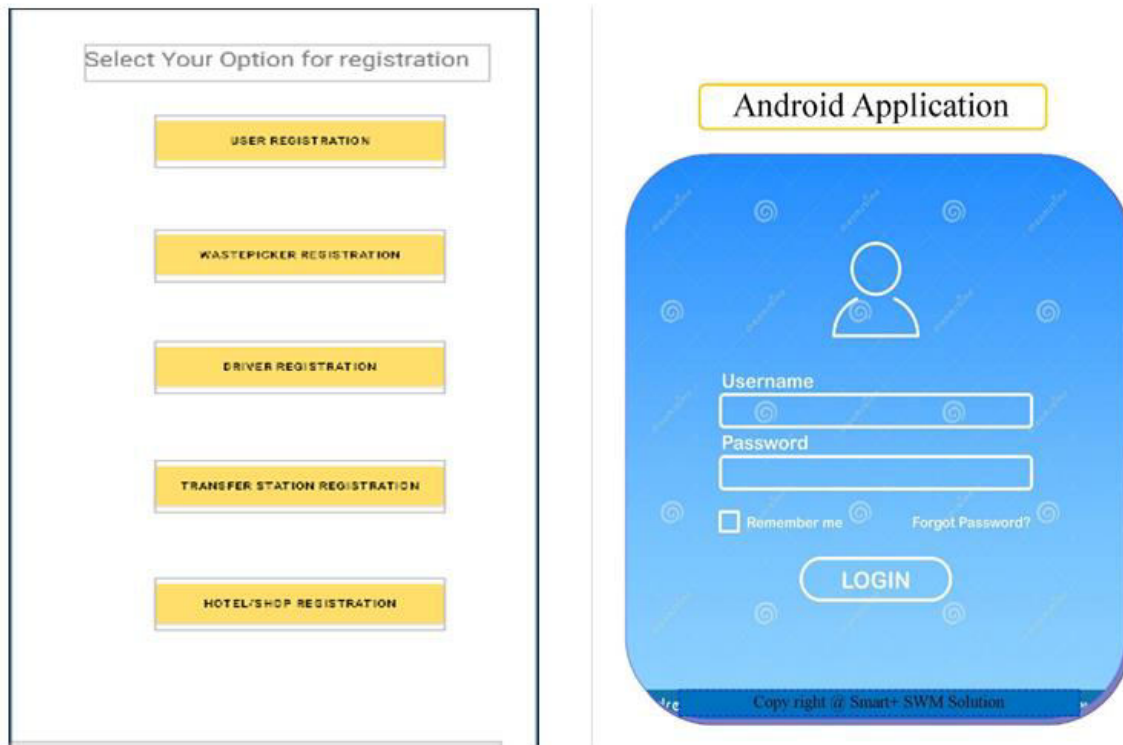 Select Your Option for registration
USER REGISTRATION
WASTEPICKER REGISTRATION
DRIVER REGISTRATION
TRANSFER STATION REGISTRATION
HOTEL/SHOP REGISTRATION
Android Application
Username
Password
Remember me Forgot Password?
LOGIN
Copy right @ Smart+ SWM Solution